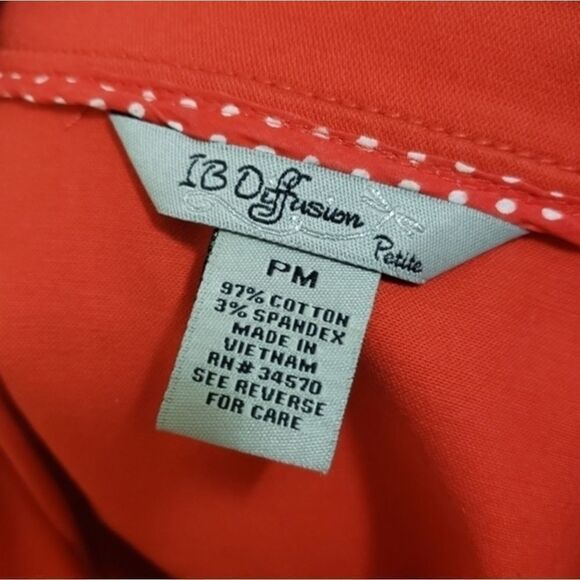 IB Diffusion
Petite
PM
97% COTTON
3% SPANDEX
MADE IN
VIETNAM
RN# 34570
SEE REVERSE
FOR CARE